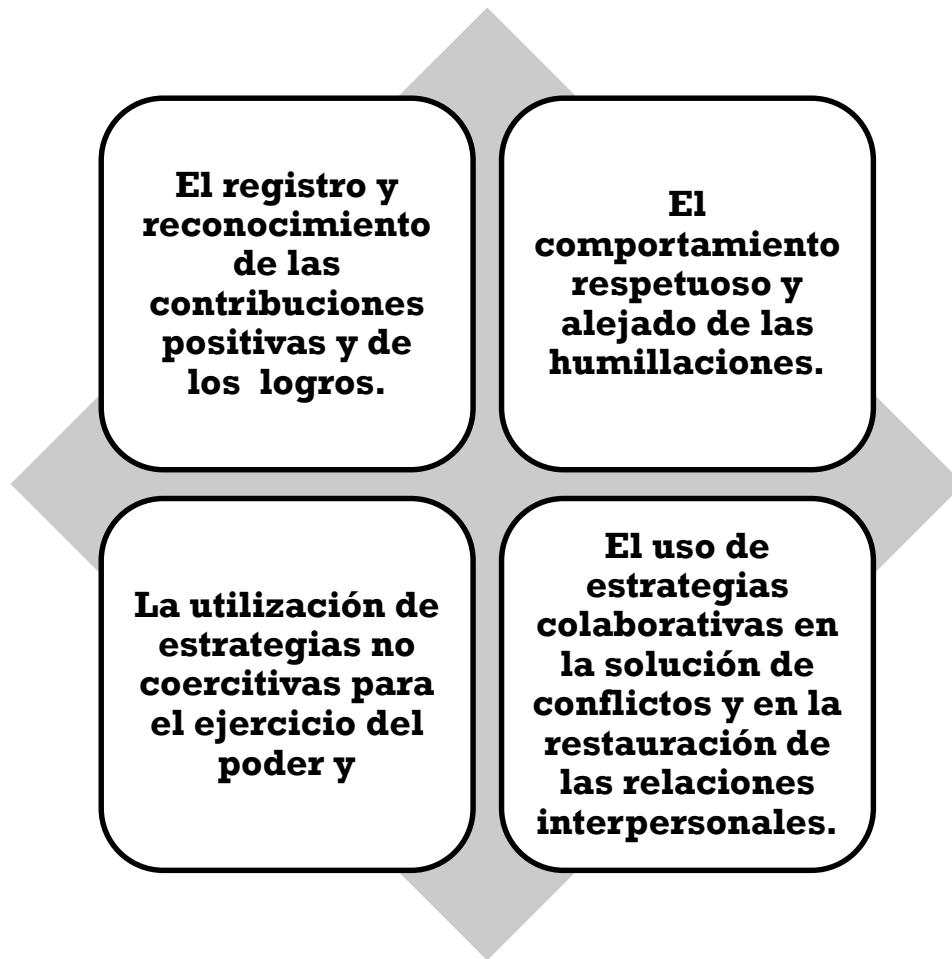 El registro y
reconocimiento
de las
contribuciones
positivas y de
los  logros.
El
comportamiento
respetuoso y
alejado de las
humillaciones.
La utilización de
estrategias no
coercitivas para
el ejercicio del
poder y
El uso de
estrategias
colaborativas en
la solución de
conflictos y en la
restauración de
las relaciones
interpersonales.